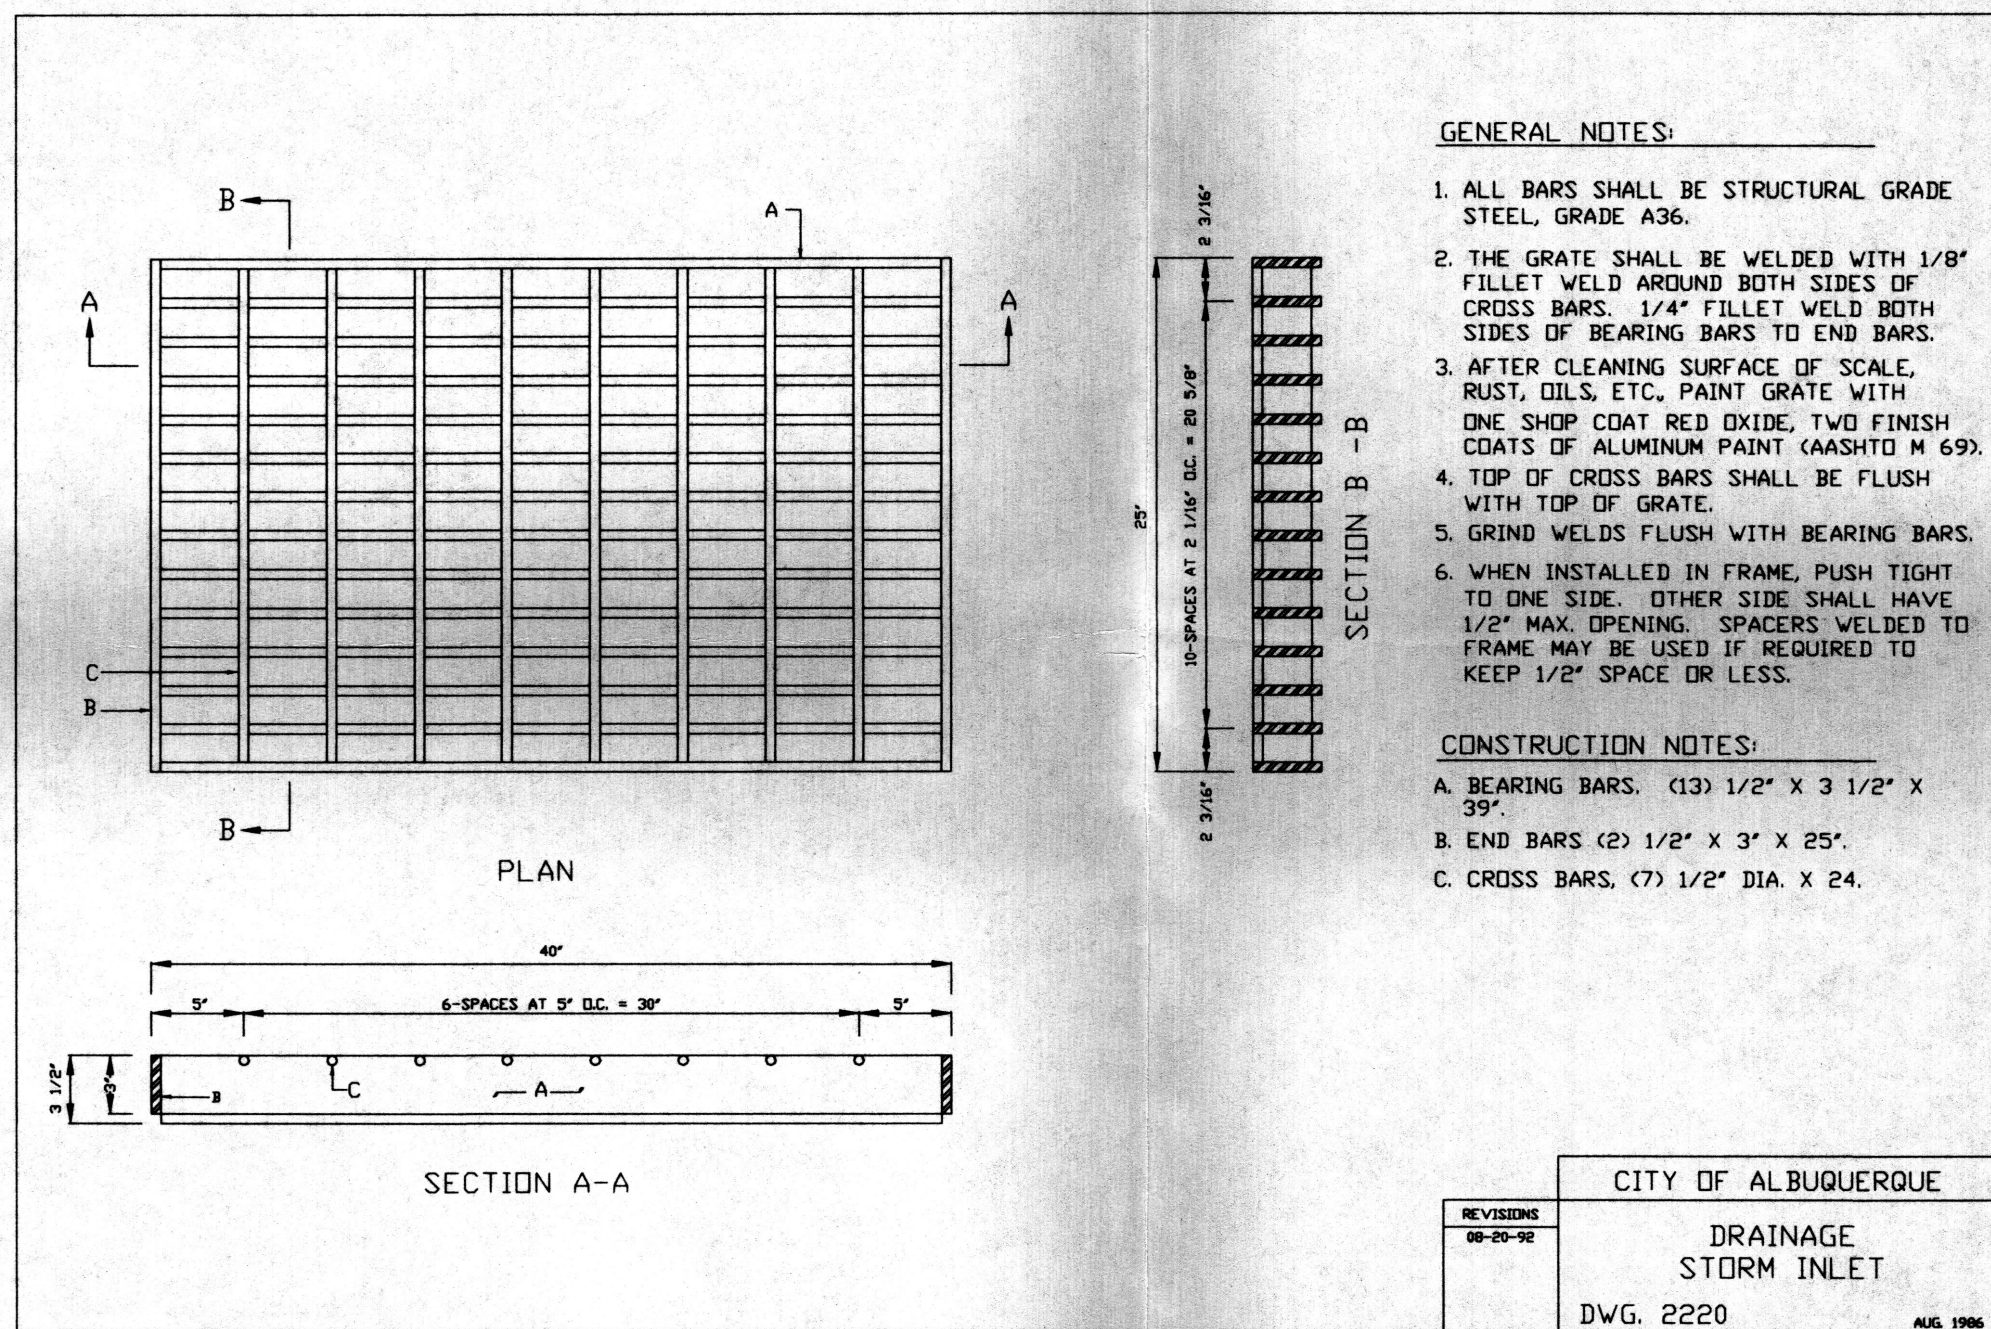 B
A
A
A
C
B
B
PLAN
40"
5"
6-SPACES AT 5" O.C. = 30"
5"
3 1/2"
3"
B
C
A
SECTION A-A
2 3/16"
25"
10-SPACES AT 2 1/16" O.C. = 20 5/8"
2 3/16"
SECTION B -B
GENERAL NOTES:
1. ALL BARS SHALL BE STRUCTURAL GRADE
STEEL, GRADE A36.
2. THE GRATE SHALL BE WELDED WITH 1/8"
FILLET WELD AROUND BOTH SIDES OF
CROSS BARS. 1/4" FILLET WELD BOTH
SIDES OF BEARING BARS TO END BARS.
3. AFTER CLEANING SURFACE OF SCALE,
RUST, OILS, ETC., PAINT GRATE WITH
ONE SHOP COAT RED OXIDE, TWO FINISH
COATS OF ALUMINUM PAINT (AASHTO M 69).
4. TOP OF CROSS BARS SHALL BE FLUSH
WITH TOP OF GRATE.
5. GRIND WELDS FLUSH WITH BEARING BARS.
6. WHEN INSTALLED IN FRAME, PUSH TIGHT
TO ONE SIDE. OTHER SIDE SHALL HAVE
1/2" MAX. OPENING. SPACERS WELDED TO
FRAME MAY BE USED IF REQUIRED TO
KEEP 1/2" SPACE OR LESS.
CONSTRUCTION NOTES:
A. BEARING BARS. (13) 1/2" X 3 1/2" X
39".
B. END BARS (2) 1/2" X 3" X 25".
C. CROSS BARS, (7) 1/2" DIA. X 24.
CITY OF ALBUQUERQUE
REVISIONS
08-20-92
DRAINAGE
STORM INLET
DWG. 2220
AUG. 1986